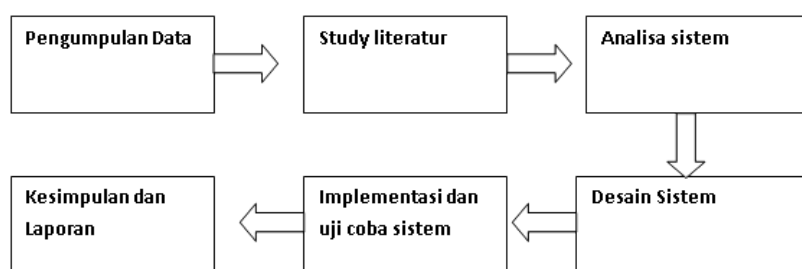 Pengumpulan Data
Study literatur
Analisa sistem
Desain Sistem
Implementasi dan
uji coba sistem
Kesimpulan dan
Laporan